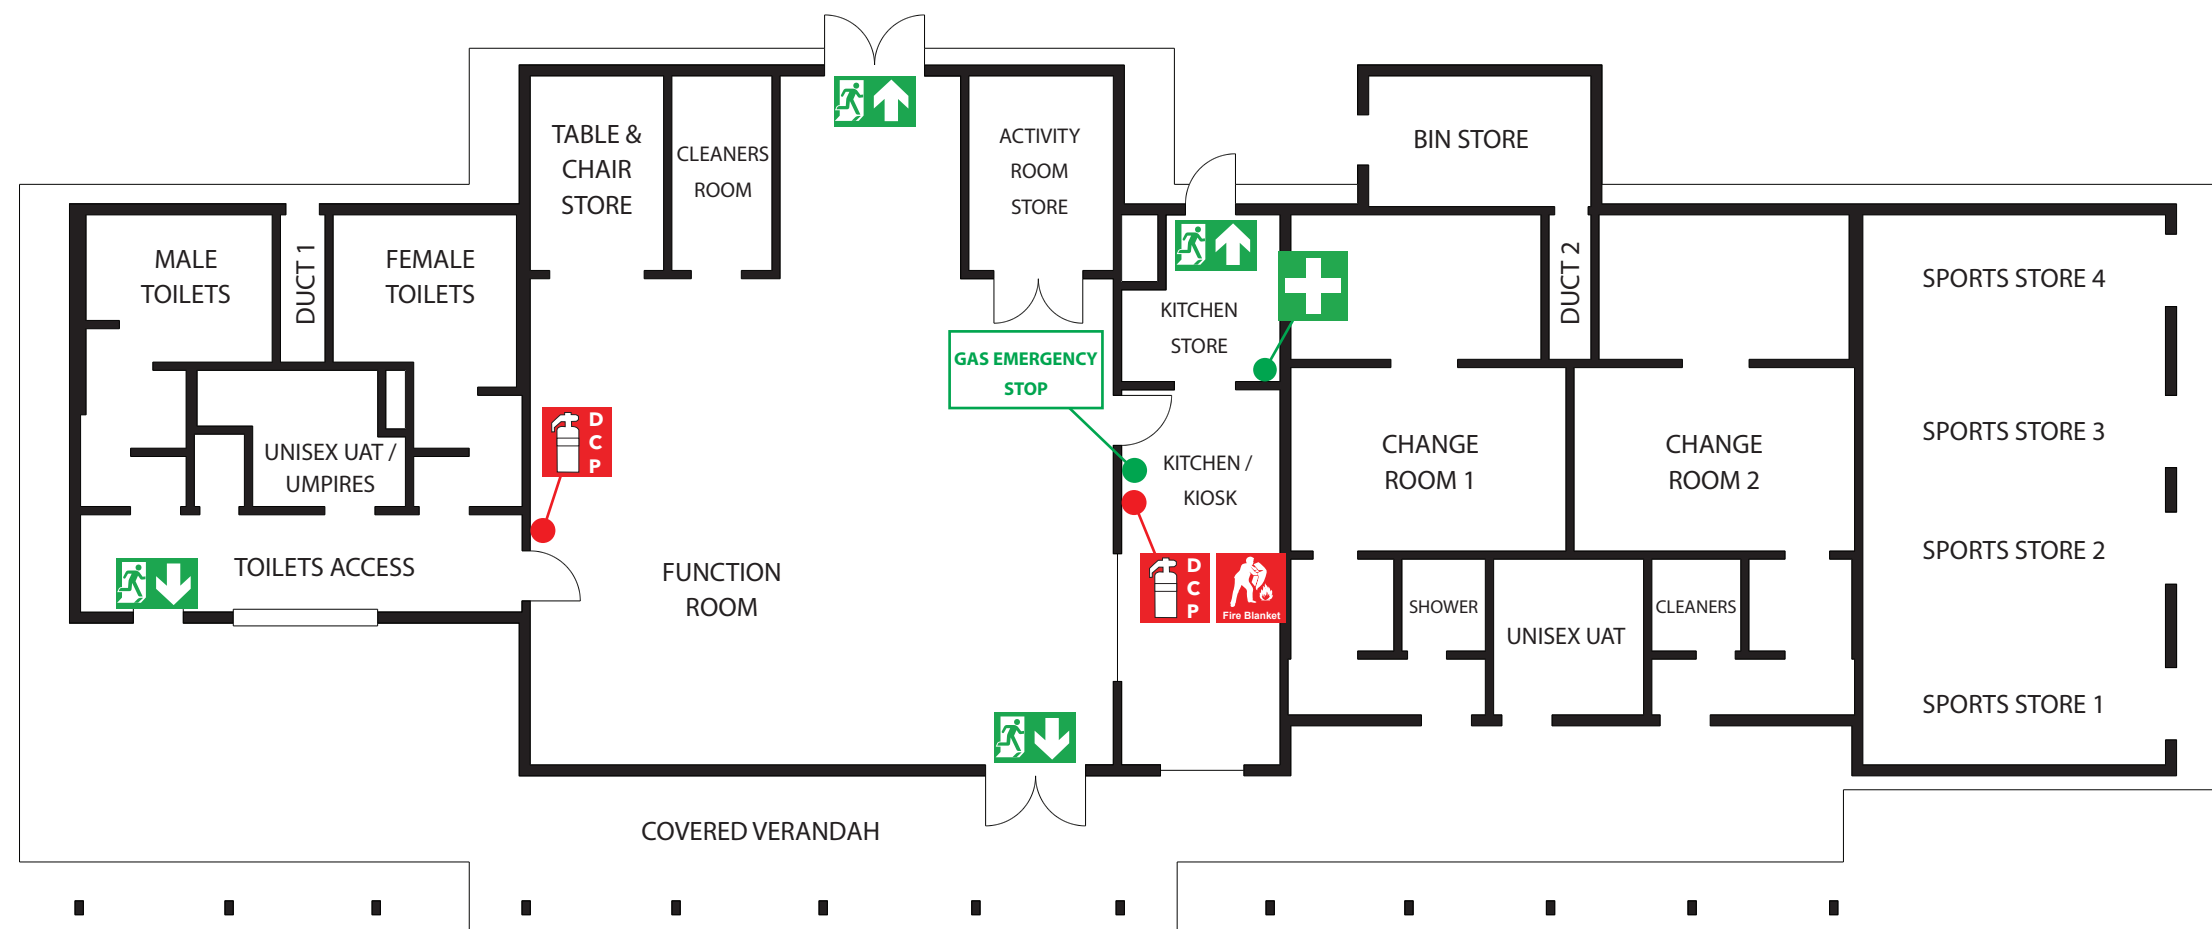 TABLE &
CHAIR
STORE
CLEANERS
ROOM
ACTIVITY
ROOM
STORE
BIN STORE
MALE
TOILETS
DUCT 1
FEMALE
TOILETS
KITCHEN
STORE
DUCT 2
SPORTS STORE 4
GAS EMERGENCY
STOP
D
C
P
UNISEX UAT /
UMPIRES
KITCHEN /
KIOSK
CHANGE
ROOM 1
CHANGE
ROOM 2
SPORTS STORE 3
TOILETS ACCESS
FUNCTION
ROOM
D
C
P
Fire Blanket
SHOWER
UNISEX UAT
CLEANERS
SPORTS STORE 2
SPORTS STORE 1
COVERED VERANDAH